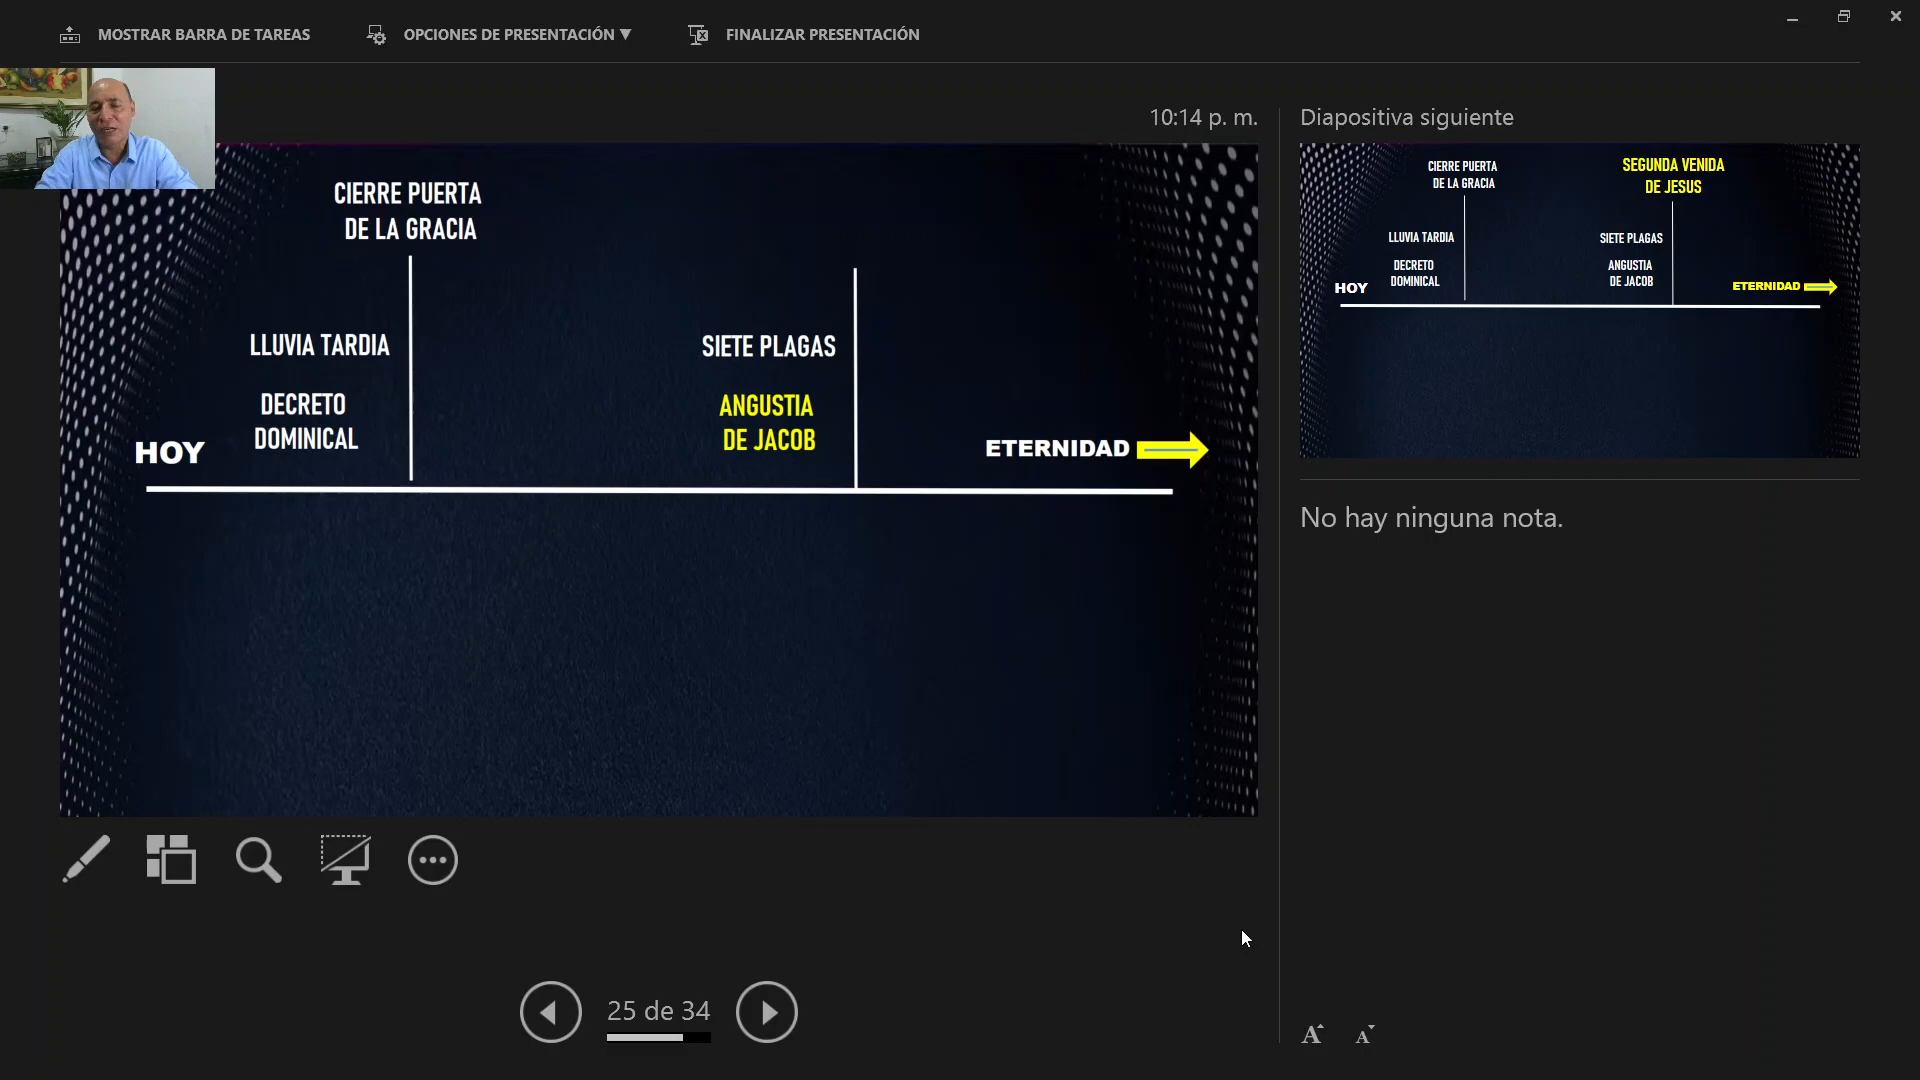 MOSTRAR BARRA DE TAREAS
OPCIONES DE PRESENTACIÓN ▼
FINALIZAR PRESENTACIÓN
10:14 p. m.
CIERRE PUERTA
DE LA GRACIA
LLUVIA TARDIA
DECRETO
DOMINICAL
HOY
SIETE PLAGAS
ANGUSTIA
DE JACOB
ETERNIDAD
Diapositiva siguiente
CIERRE PUERTA
DE LA GRACIA
SEGUNDA VENIDA
DE JESUS
LLUVIA TARDIA
DECRETO
DOMINICAL
HOY
SIETE PLAGAS
ANGUSTIA
DE JACOB
ETERNIDAD
No hay ninguna nota.
25 de 34
A A